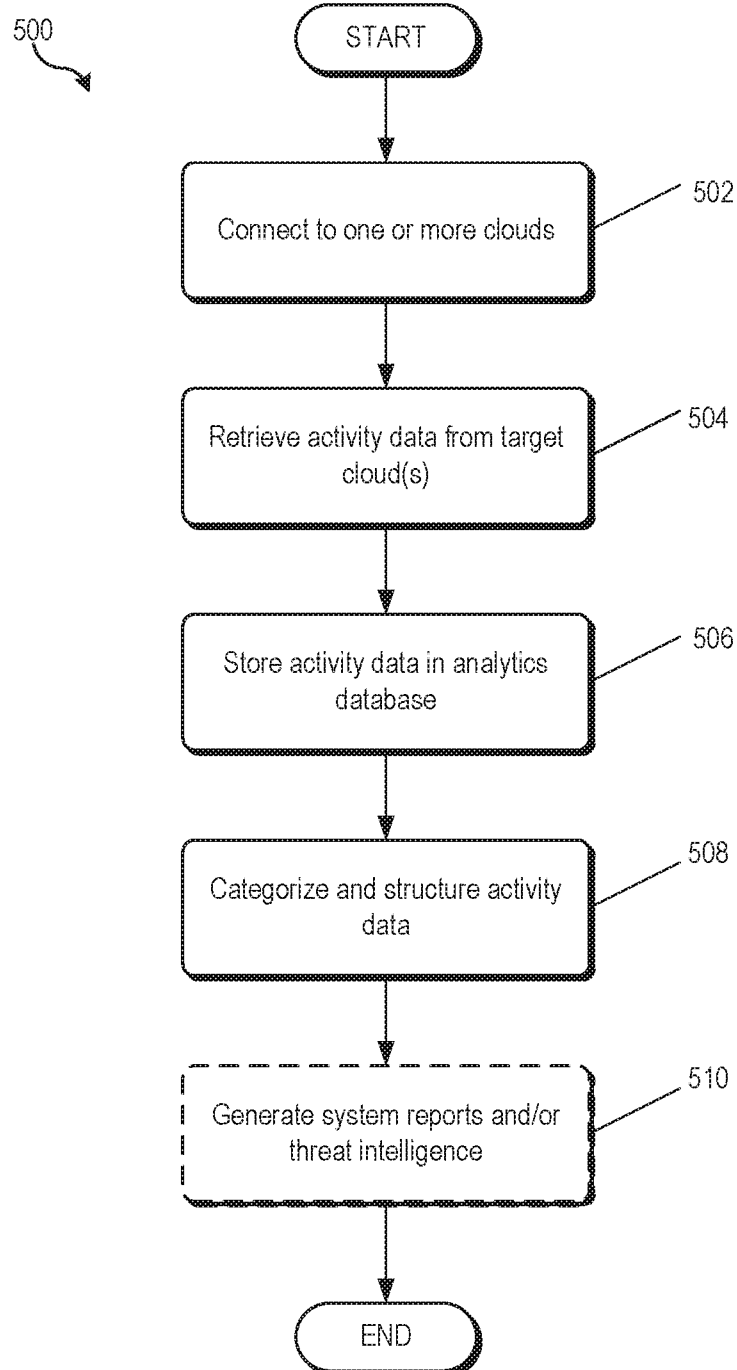 500
START
Connect to one or more clouds
502
Retrieve activity data from target
cloud(s)
504
Store activity data in analytics
database
506
Categorize and structure activity
data
508
Generate system reports and/or
threat intelligence
510
END